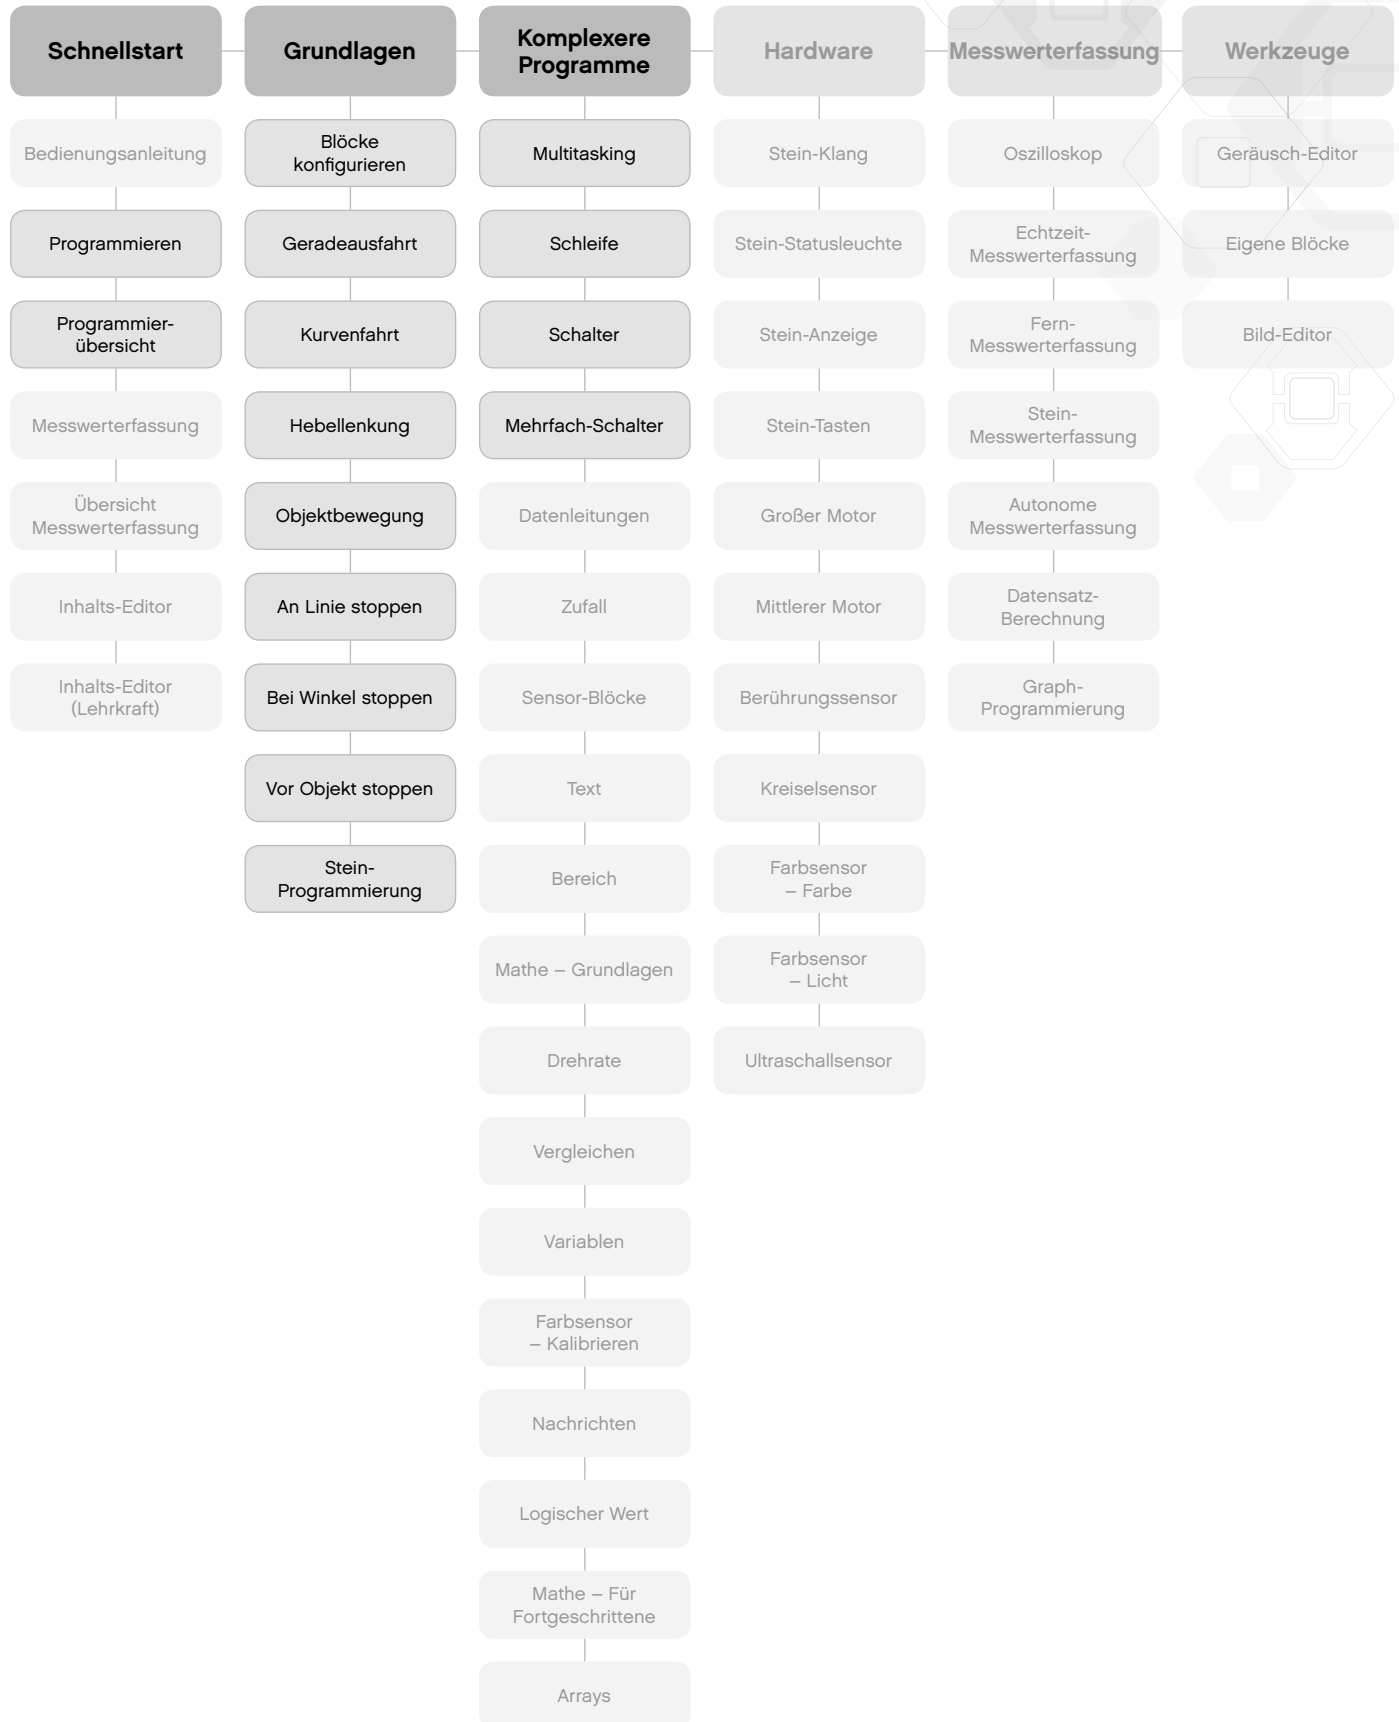 Schnellstart
Bedienungsanleitung
Programmieren
Programmier-
übersicht
Messwerterfassung
Übersicht
Messwerterfassung
Inhalts-Editor
Inhalts-Editor
(Lehrkraft)
Grundlagen
Blöcke
konfigurieren
Geradeausfahrt
Kurvenfahrt
Hebellenkung
Objektbewegung
An Linie stoppen
Bei Winkel stoppen
Vor Objekt stoppen
Stein-
Programmierung
Komplexere
Programme
Multitasking
Schleife
Schalter
Mehrfach-Schalter
Datenleitungen
Zufall
Sensor-Blöcke
Text
Bereich
Mathe – Grundlagen
Drehrate
Vergleichen
Variablen
Farbsensor
– Kalibrieren
Nachrichten
Logischer Wert
Mathe – Für
Fortgeschrittene
Arrays
Hardware
Stein-Klang
Stein-Statusleuchte
Stein-Anzeige
Stein-Tasten
Großer Motor
Mittlerer Motor
Berührungssensor
Kreiselsensor
Farbsensor
– Farbe
Farbsensor
– Licht
Ultraschallsensor
Messwerterfassung
Oszilloskop
Echtzeit-
Messwerterfassung
Fern-
Messwerterfassung
Stein-
Messwerterfassung
Autonome
Messwerterfassung
Datensatz-
Berechnung
Graph-
Programmierung
Werkzeuge
Geräusch-Editor
Eigene Blöcke
Bild-Editor